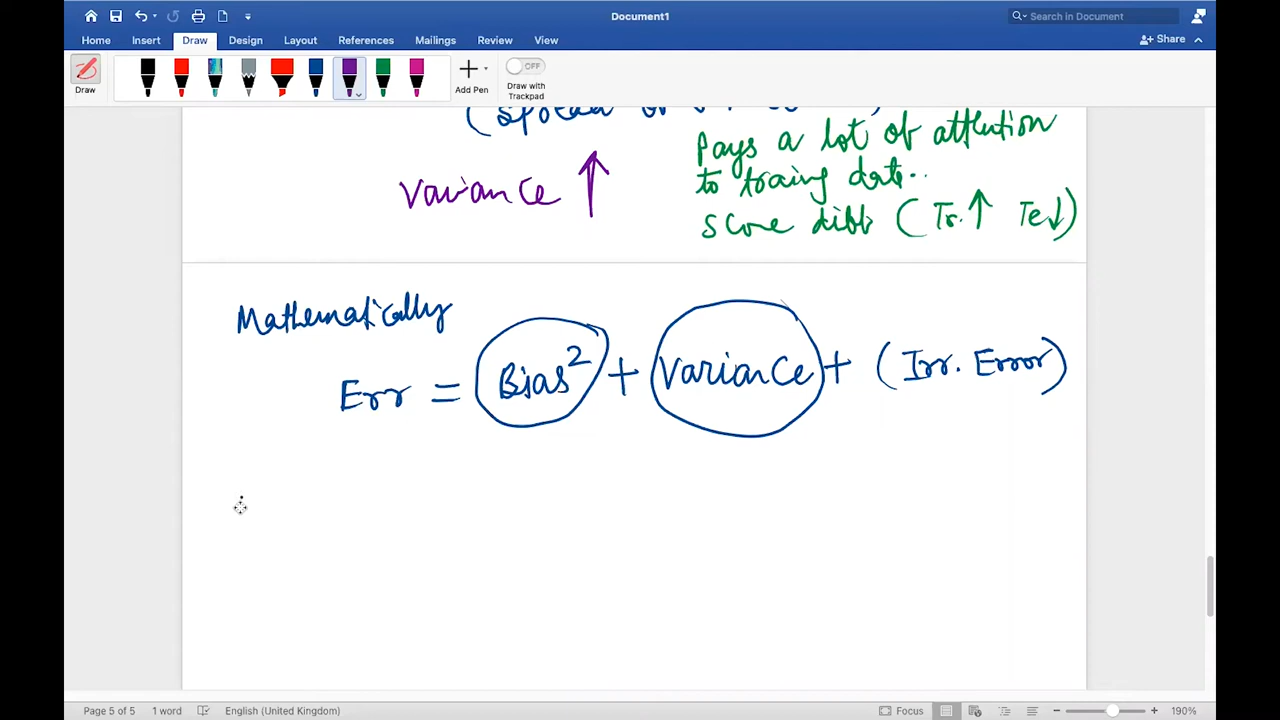 Document1
Search in Document
Home Insert Draw Design Layout References Mailings Review View
Share
Draw
Add Pen
OFF
Draw with
Trackpad
Pays a lot of attention
to traing data..
Variance ↑
score diff (Tr.↑ Te↓)
Mathematically
Err = Bias² + Variance + (Irr. Error)
Page 5 of 5 1 word English (United Kingdom) Focus 190%